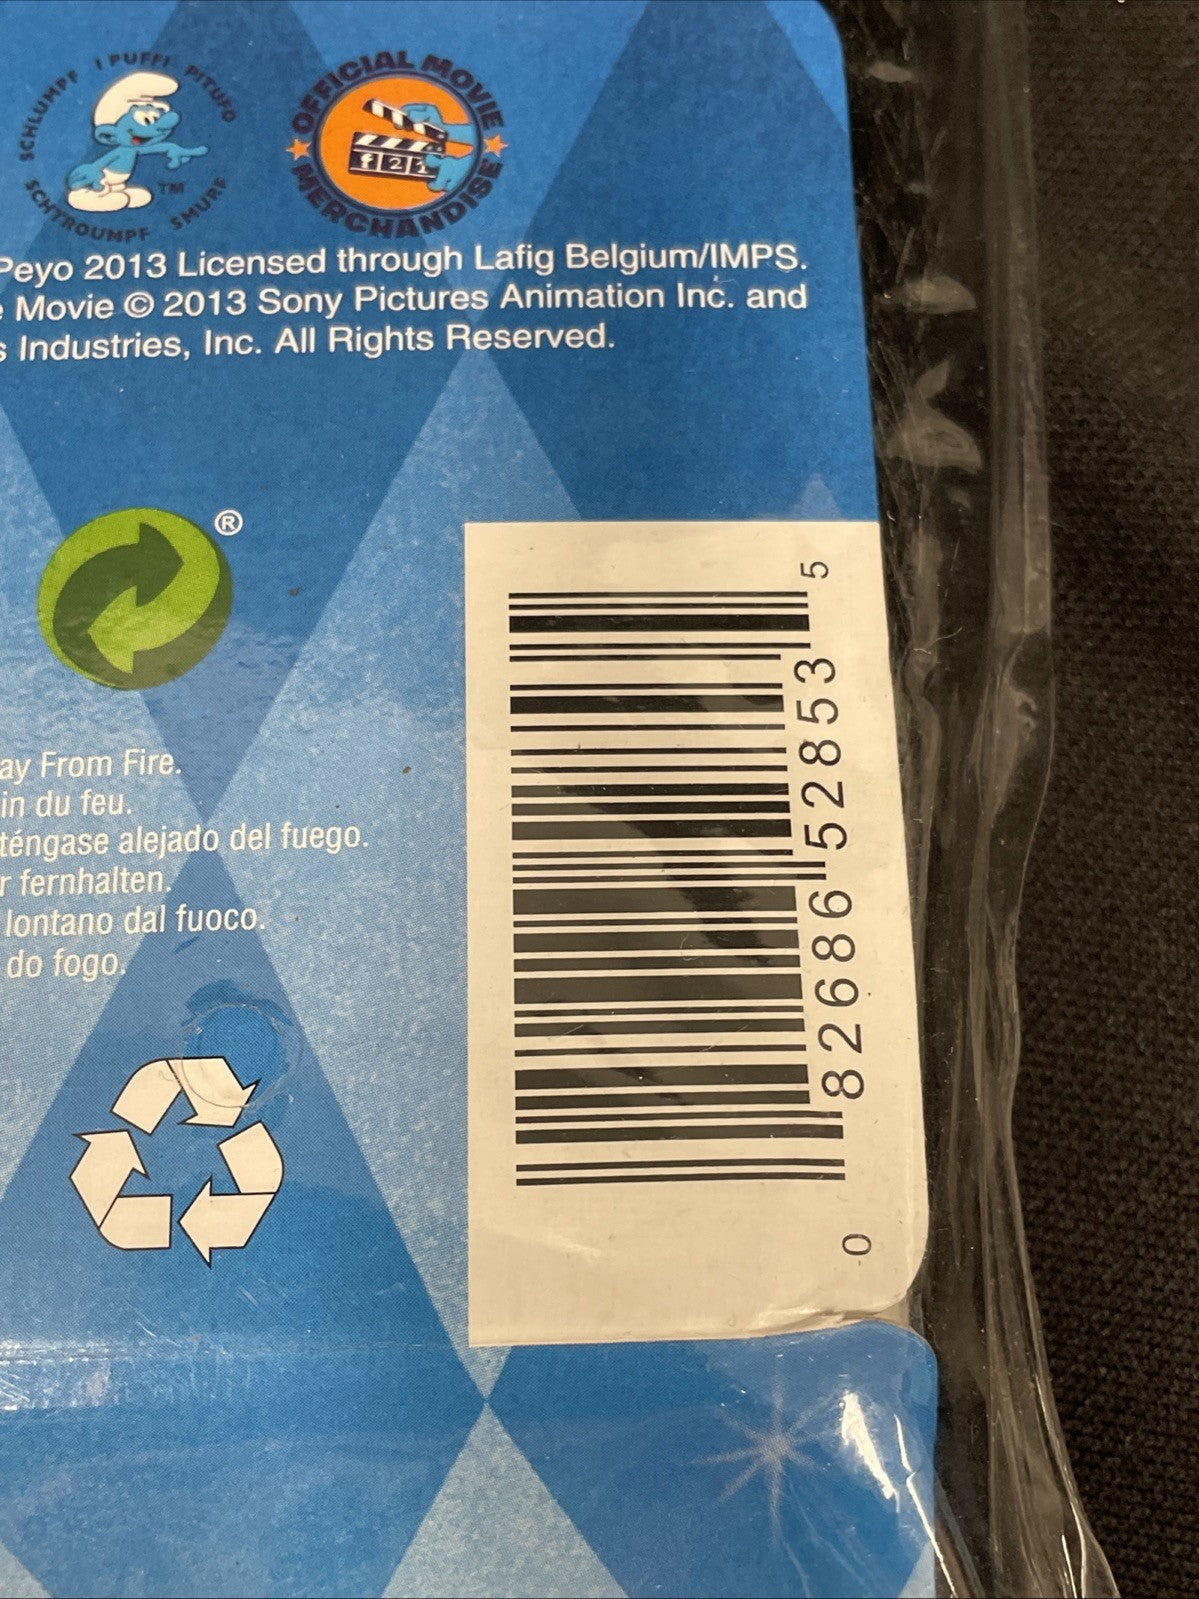 SCHLUMPF I PUFFI PITUFO
SCHTROUMPF SMURF
TM
OFFICIAL MOVIE
MERCHANDISE
Peyo 2013 Licensed through Lafig Belgium/IMPS.
Movie © 2013 Sony Pictures Animation Inc. and
Industries, Inc. All Rights Reserved.
®
ay From Fire.
in du feu.
téngase alejado del fuego.
r fernhalten.
lontano dal fuoco.
do fogo.
0 82686 52853 5